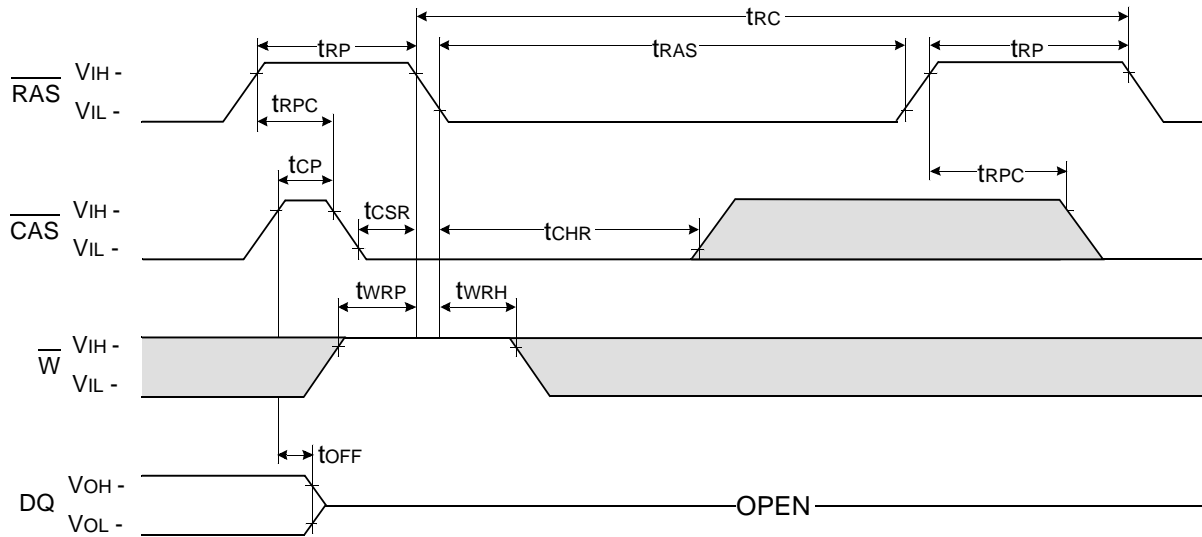 tRC
tRP
tRAS
tRP
RAS
VIH -
VIL -
tRPC
tCP
tRPC
CAS
VIH -
VIL -
tCSR
tCHR
tWRP
tWRH
W
VIH -
VIL -
tOFF
DQ
VOH -
VOL -
OPEN